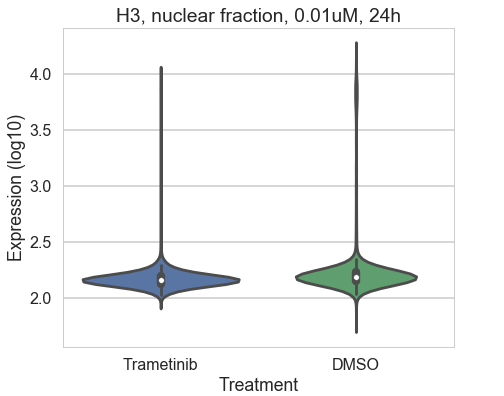 H3, nuclear fraction, 0.01uM, 24h
Expression (log10)
4.0
3.5
3.0
2.5
2.0
Trametinib
DMSO
Treatment